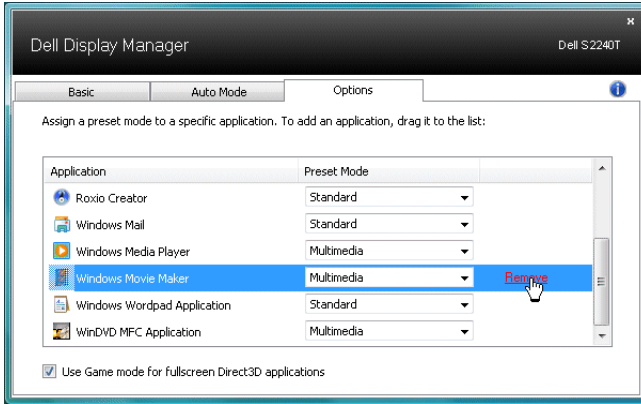 Dell Display Manager
Dell S2240T
Basic Auto Mode Options
Assign a preset mode to a specific application. To add an application, drag it to the list:
Application Preset Mode
Roxio Creator Standard
Windows Mail Standard
Windows Media Player Multimedia
Windows Movie Maker Multimedia Remove
Windows Wordpad Application Standard
WinDVD MFC Application Multimedia
Use Game mode for fullscreen Direct3D applications